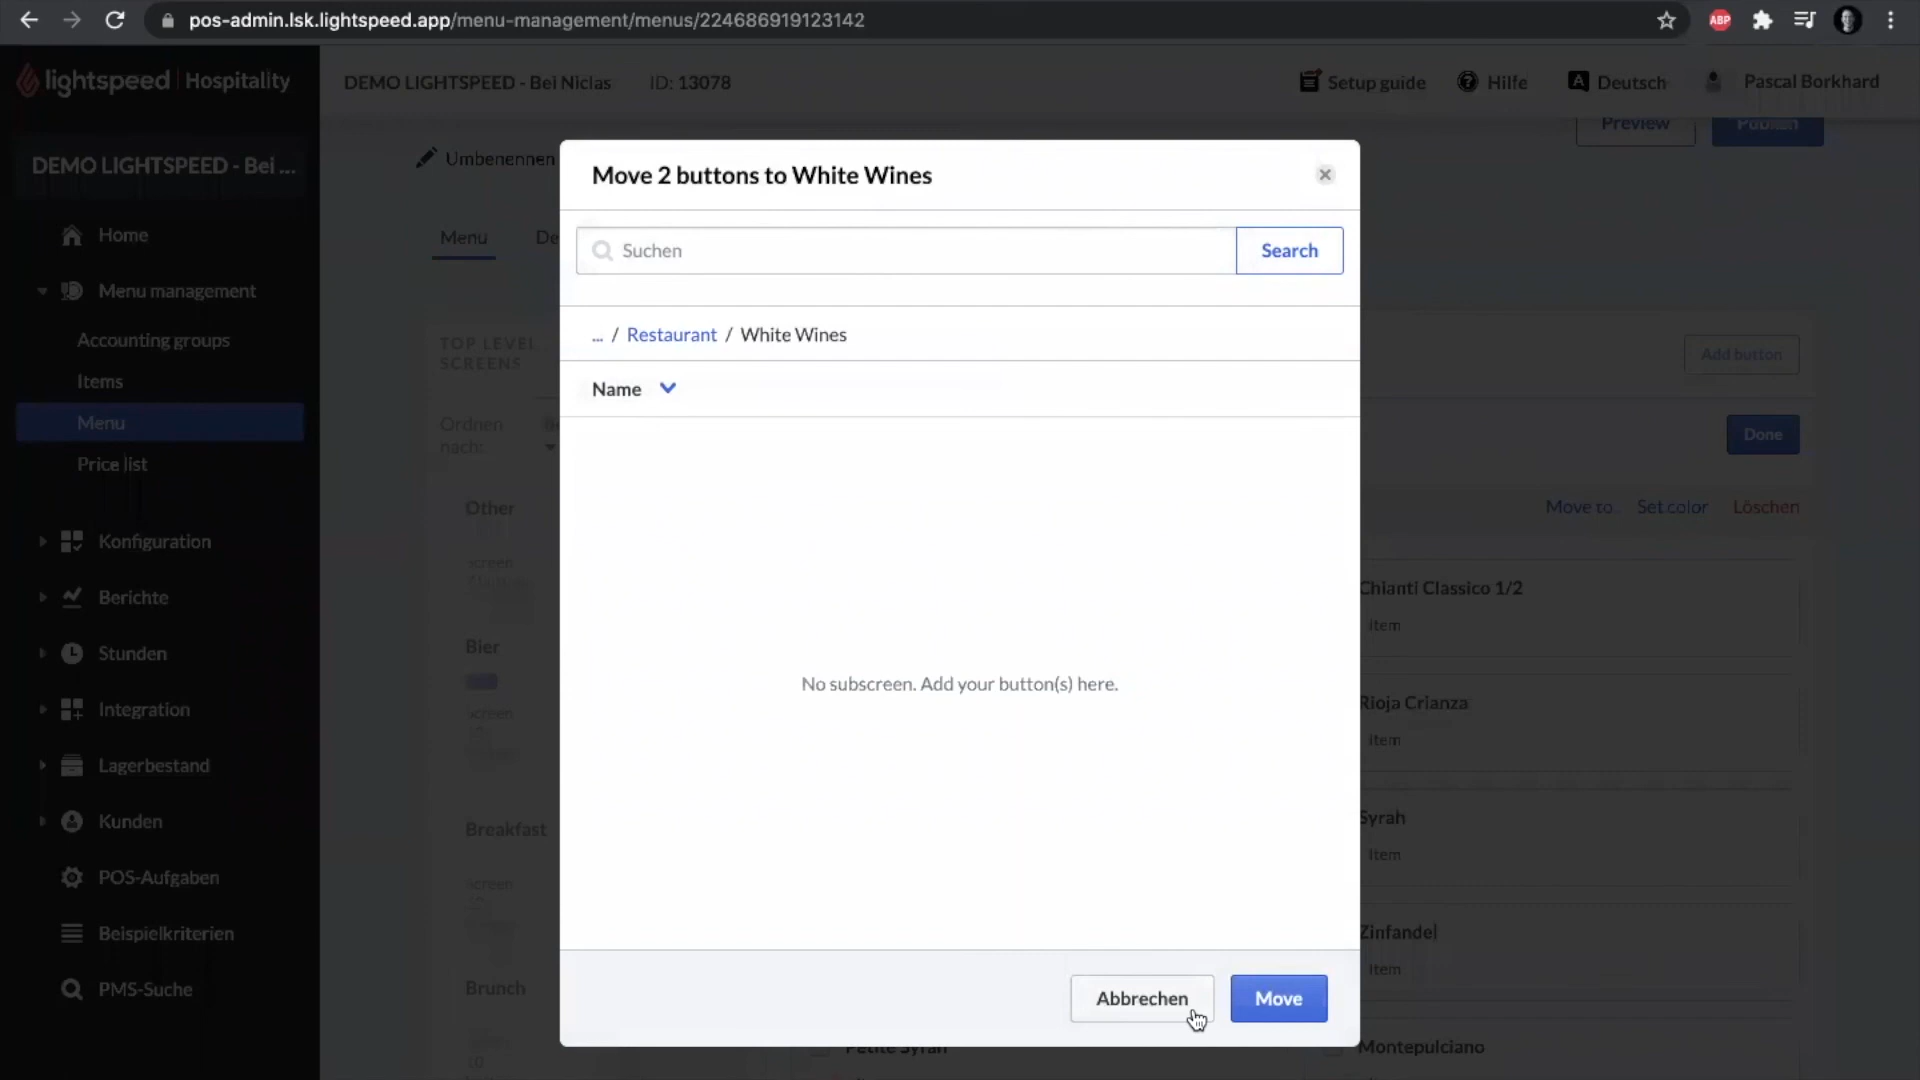 pos-admin.lsk.lightspeed.app/menu-management/menus/224686919123142
ABP
lightspeed | Hospitality
DEMO LIGHTSPEED - Bei Niclas ID: 13078
Setup guide
Hilfe
A Deutsch
Pascal Borkhard
DEMO LIGHTSPEED - Bei ...
Home
Menu management
Accounting groups
Items
Menu
Price list
Konfiguration
Berichte
Stunden
Integration
Lagerbestand
Kunden
POS-Aufgaben
Beispielkriterien
PMS-Suche
Umbenennen
Preview
Publish
Menu
De
TOP LEVEL
SCREENS
Add button
Ordnen
nach:
Done
Move to
Set color
Löschen
Other
screen
Bier
screen
Breakfast
screen
Brunch
10
Move 2 buttons to White Wines
Suchen
Search
... / Restaurant / White Wines
Name
No subscreen. Add your button(s) here.
Abbrechen
Move
Chianti Classico 1/2
Item
Rioja Crianza
Item
Syrah
Item
Zinfandel
Item
Petite Syrah
Montepulciano